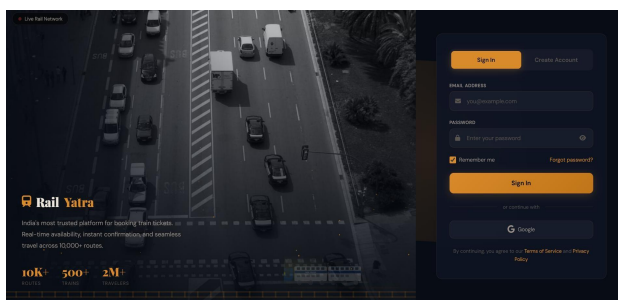 Live Rail Network
Rail Yatra
India's most trusted platform for booking train tickets.
Real-time availability, instant confirmation, and seamless
travel across 10,000+ routes.
10K+ 500+ 2M+
ROUTES TRAINS TRAVELERS
Sign In Create Account
EMAIL ADDRESS
you@example.com
PASSWORD
Enter your password
Remember me Forgot password?
Sign In
or continue with
Google
By continuing, you agree to our Terms of Service and Privacy
Policy.